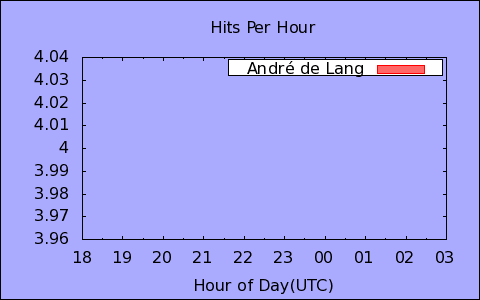 Hits Per Hour
André de Lang
4.04
4.03
4.02
4.01
4
3.99
3.98
3.97
3.96
18 19 20 21 22 23 00 01 02 03
Hour of Day(UTC)